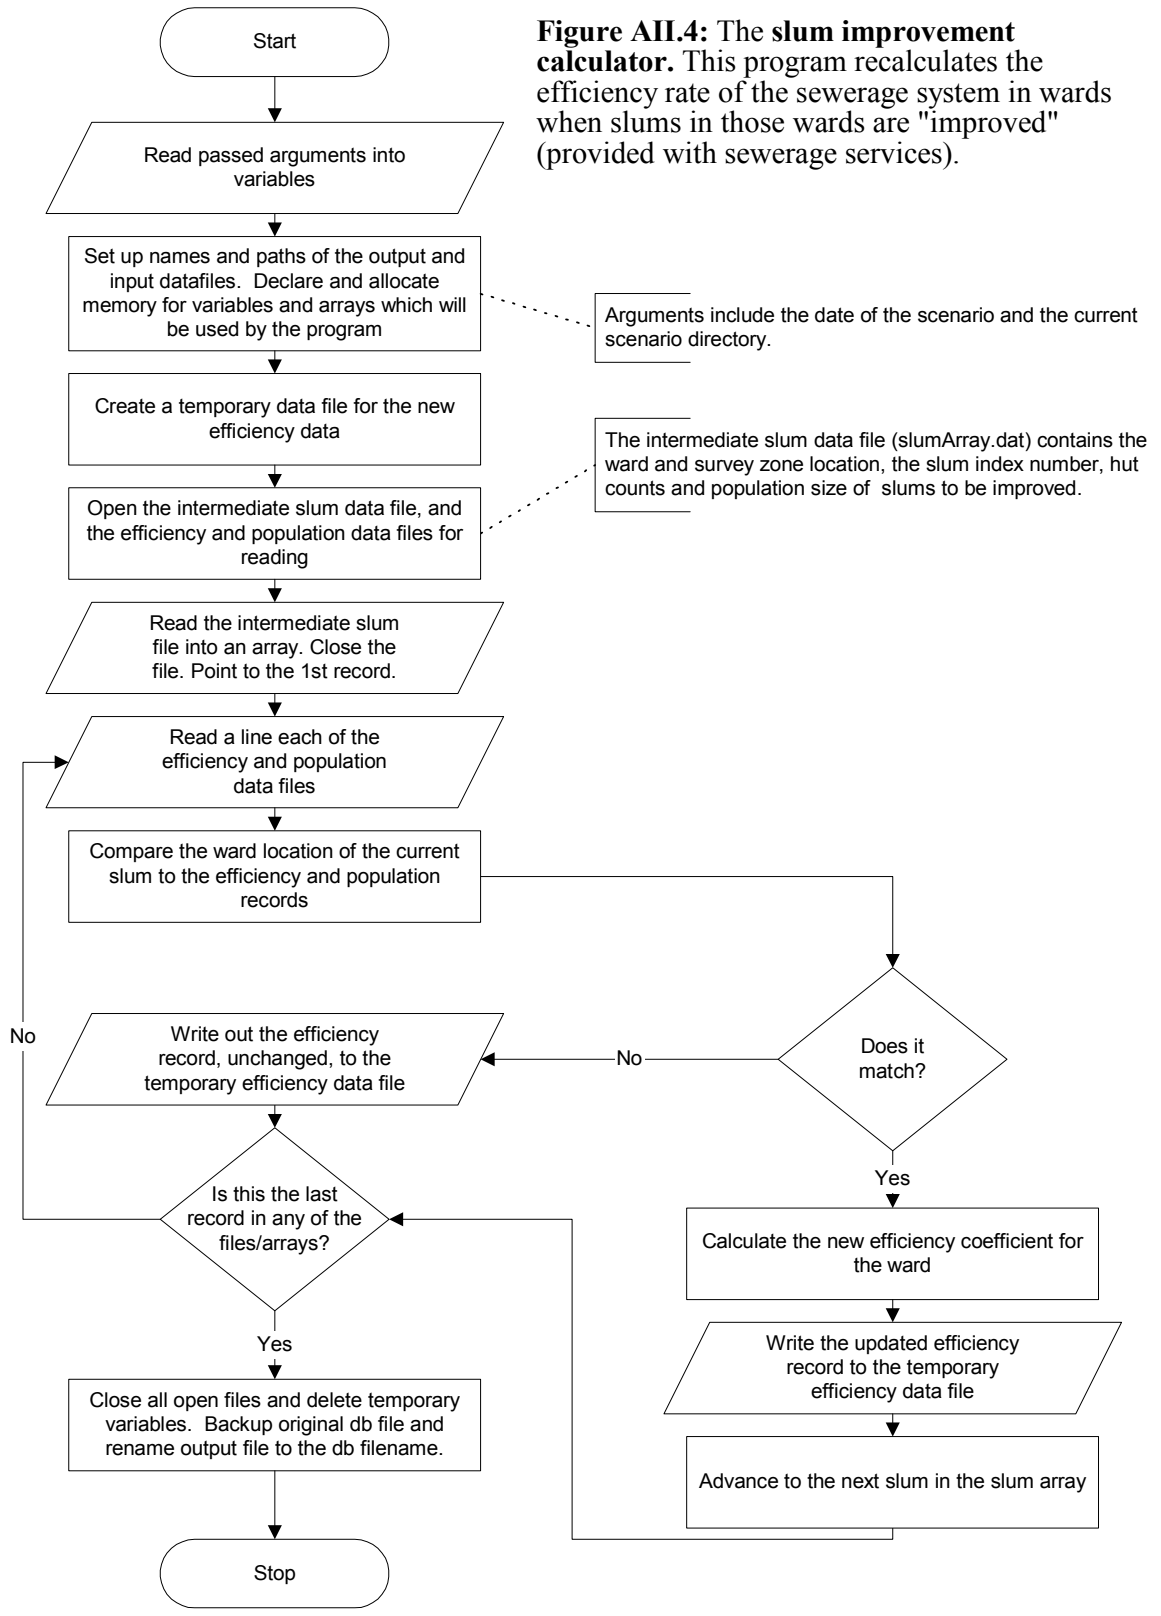 Start
Figure AII.4: The slum improvement
calculator. This program recalculates the
efficiency rate of the sewerage system in wards
when slums in those wards are "improved"
(provided with sewerage services).
Read passed arguments into
variables
Set up names and paths of the output and
input datafiles.  Declare and allocate
memory for variables and arrays which will
be used by the program
Arguments include the date of the scenario and the current
scenario directory.
Create a temporary data file for the new
efficiency data
The intermediate slum data file (slumArray.dat) contains the
ward and survey zone location, the slum index number, hut
counts and population size of  slums to be improved.
Open the intermediate slum data file, and
the efficiency and population data files for
reading
Read the intermediate slum
file into an array. Close the
file. Point to the 1st record.
Read a line each of the
efficiency and population
data files
Compare the ward location of the current
slum to the efficiency and population
records
No
Write out the efficiency
record, unchanged, to the
temporary efficiency data file
No
Does it
match?
Yes
Is this the last
record in any of the
files/arrays?
Calculate the new efficiency coefficient for
the ward
Yes
Write the updated efficiency
record to the temporary
efficiency data file
Close all open files and delete temporary
variables.  Backup original db file and
rename output file to the db filename.
Advance to the next slum in the slum array
Stop